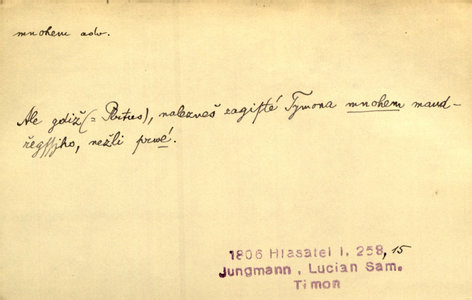 mnohem adv.
Ale gdiž (= Plutus), nalezneš zagisté Tymona mnohem maud-
řegssjho, nežli prwé.
1806 Hlasatel I. 258, 15
Jungmann, Lucian Sam.
Timon